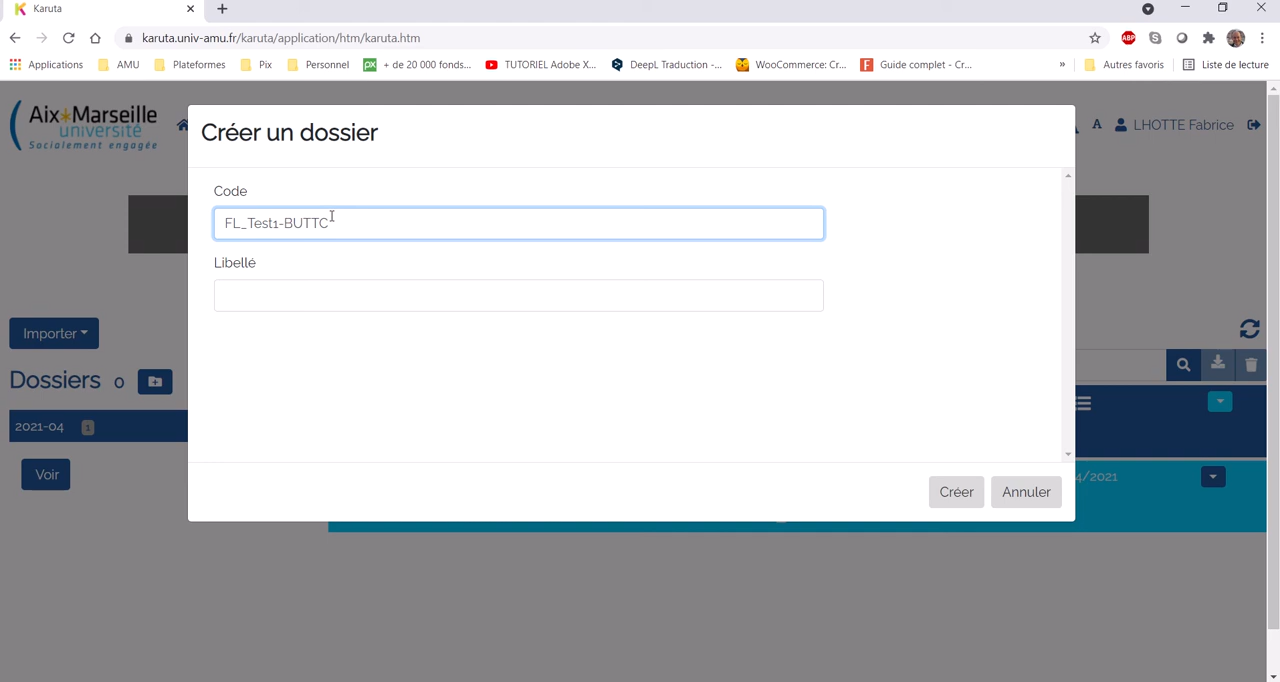 Karuta
karuta.univ-amu.fr/karuta/application/htm/karuta.htm
ABP
Applications AMU Plateformes Pix Personnel px + de 20 000 fonds... TUTORIEL Adobe X... DeepL Traduction -... WooCommerce: Cr... F Guide complet - Cr... » Autres favoris Liste de lecture
Aix*Marseille
université
Socialement engagée
A LHOTTE Fabrice
Créer un dossier
Code
FL_Test1-BUTTC
Libellé
Importer
Dossiers 0
2021-04 1
4/2021
Voir
Créer Annuler